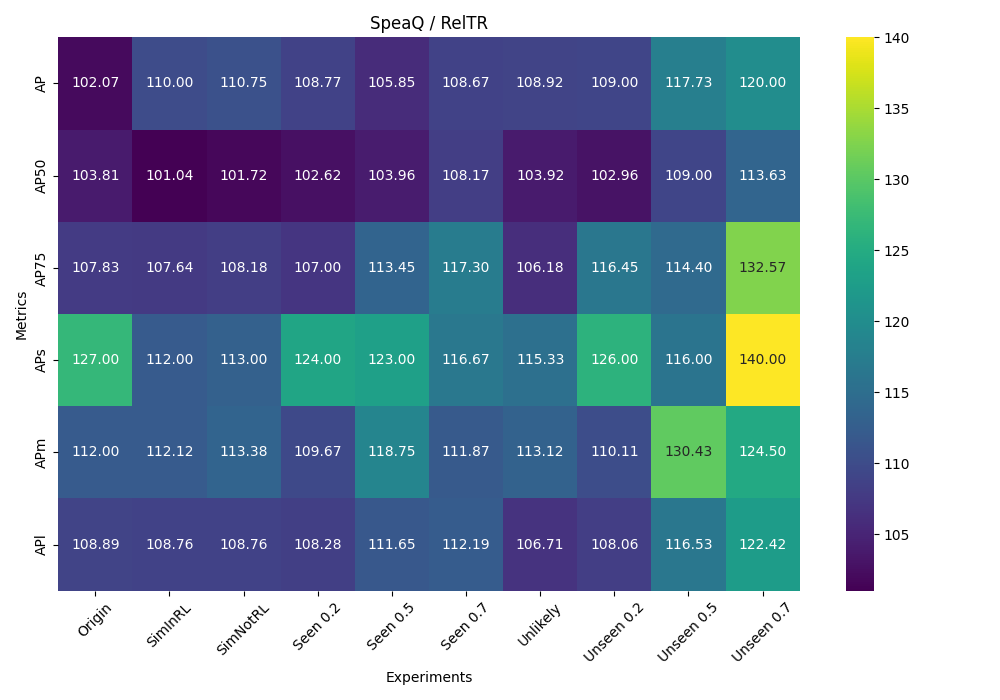 SpeaQ / RelTR
Metrics
AP 102.07 110.00 110.75 108.77 105.85 108.67 108.92 109.00 117.73 120.00
AP50 103.81 101.04 101.72 102.62 103.96 108.17 103.92 102.96 109.00 113.63
AP75 107.83 107.64 108.18 107.00 113.45 117.30 106.18 116.45 114.40 132.57
APs 127.00 112.00 113.00 124.00 123.00 116.67 115.33 126.00 116.00 140.00
APm 112.00 112.12 113.38 109.67 118.75 111.87 113.12 110.11 130.43 124.50
APl 108.89 108.76 108.76 108.28 111.65 112.19 106.71 108.06 116.53 122.42
Origin SimInRL SimNotRL Seen 0.2 Seen 0.5 Seen 0.7 Unlikely Unseen 0.2 Unseen 0.5 Unseen 0.7
Experiments
140
135
130
125
120
115
110
105